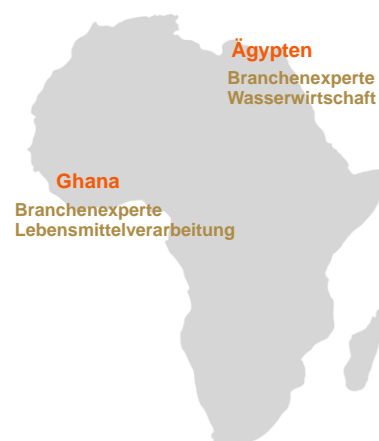 Ägypten
Branchenexperte
Wasserwirtschaft
Ghana
Branchenexperte
Lebensmittelverarbeitung